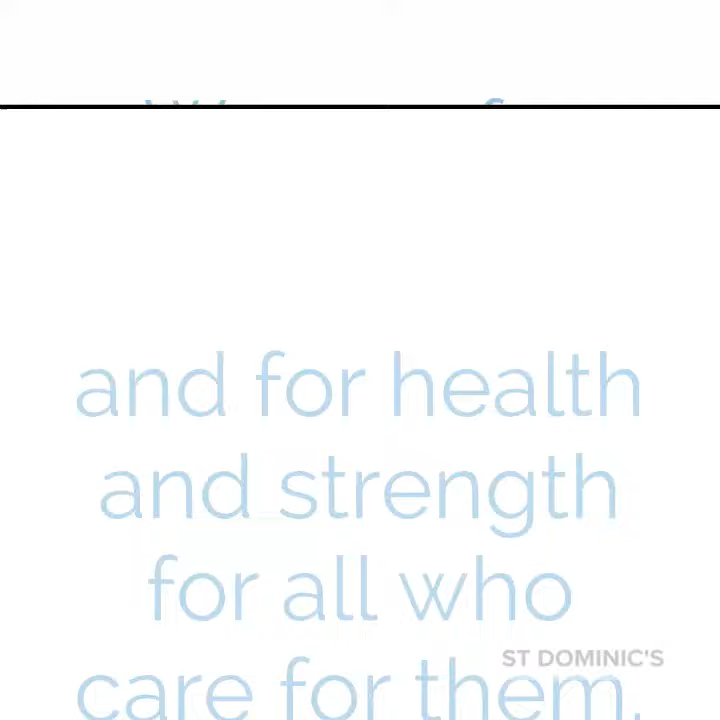 and for health
and strength
for all who
care for them.
ST DOMINIC'S